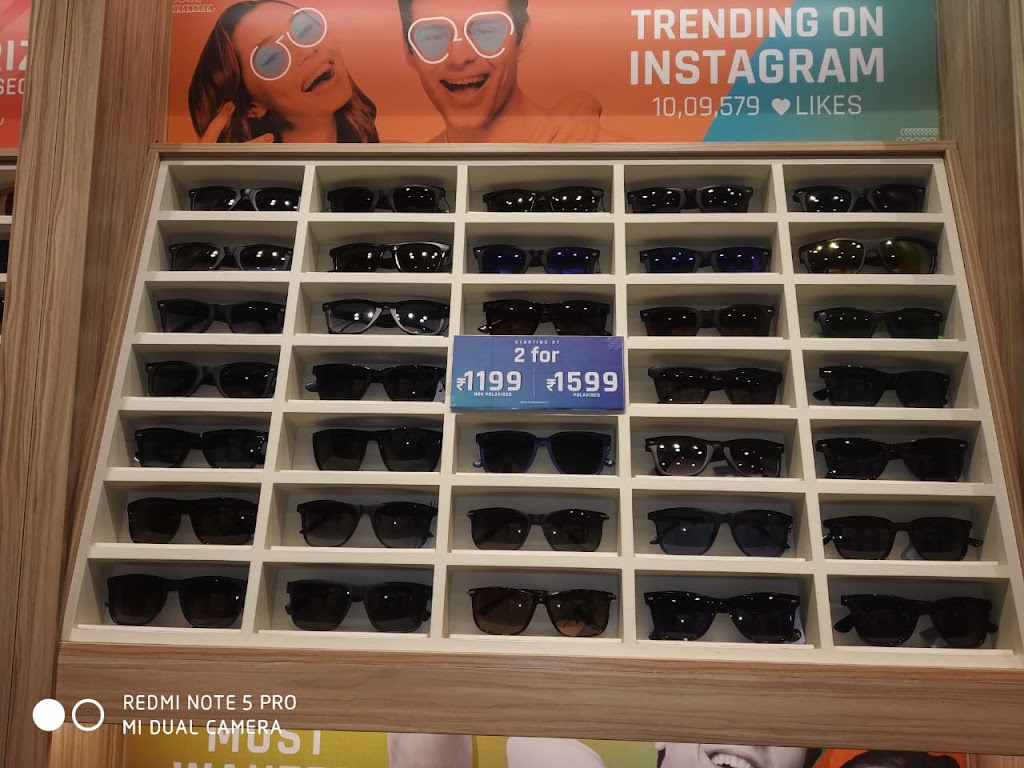 TRENDING ON
INSTAGRAM
10,09,579 LIKES
STARTING AT
2 for
₹1199 ₹1599
NON POLARISED POLARISED
REDMI NOTE 5 PRO
MI DUAL CAMERA
MOST